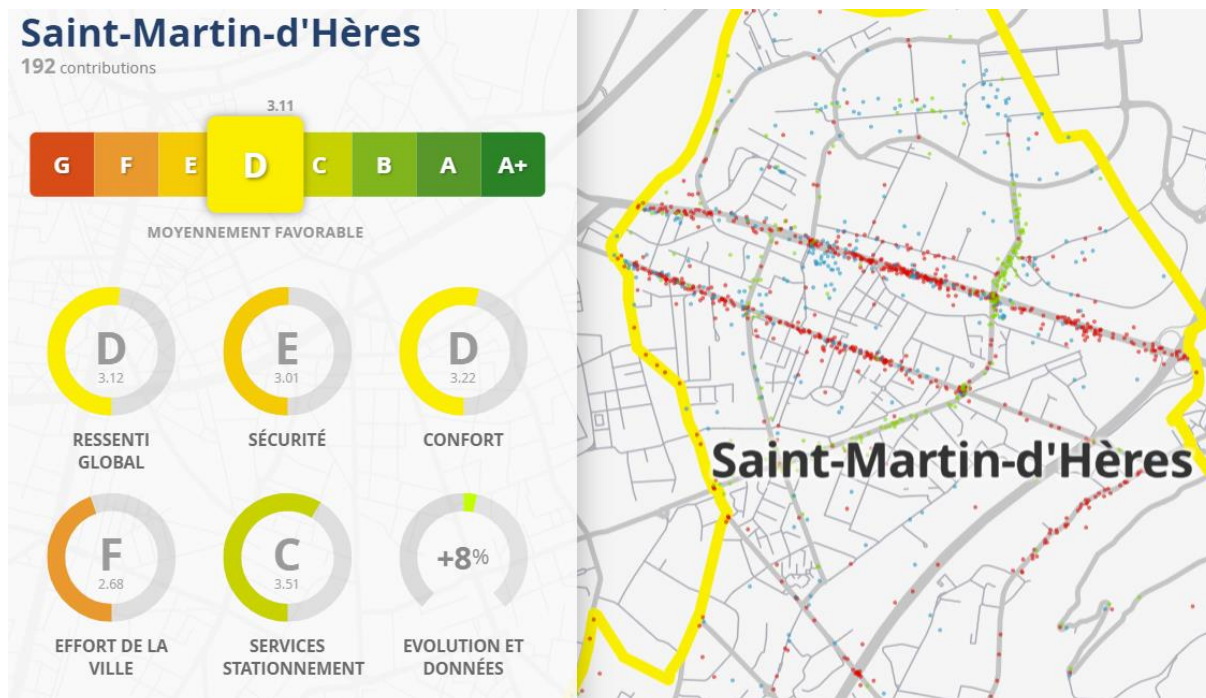 Saint-Martin-d'Hères
192 contributions
3.11
G F E D C B A A+
MOYENNEMENT FAVORABLE
D
3.12
RESSENTI
GLOBAL
E
3.01
SÉCURITÉ
D
3.22
CONFORT
F
2.68
EFFORT DE LA
VILLE
C
3.51
SERVICES
STATIONNEMENT
+8%
EVOLUTION ET
DONNÉES
Saint-Martin-d'Hères